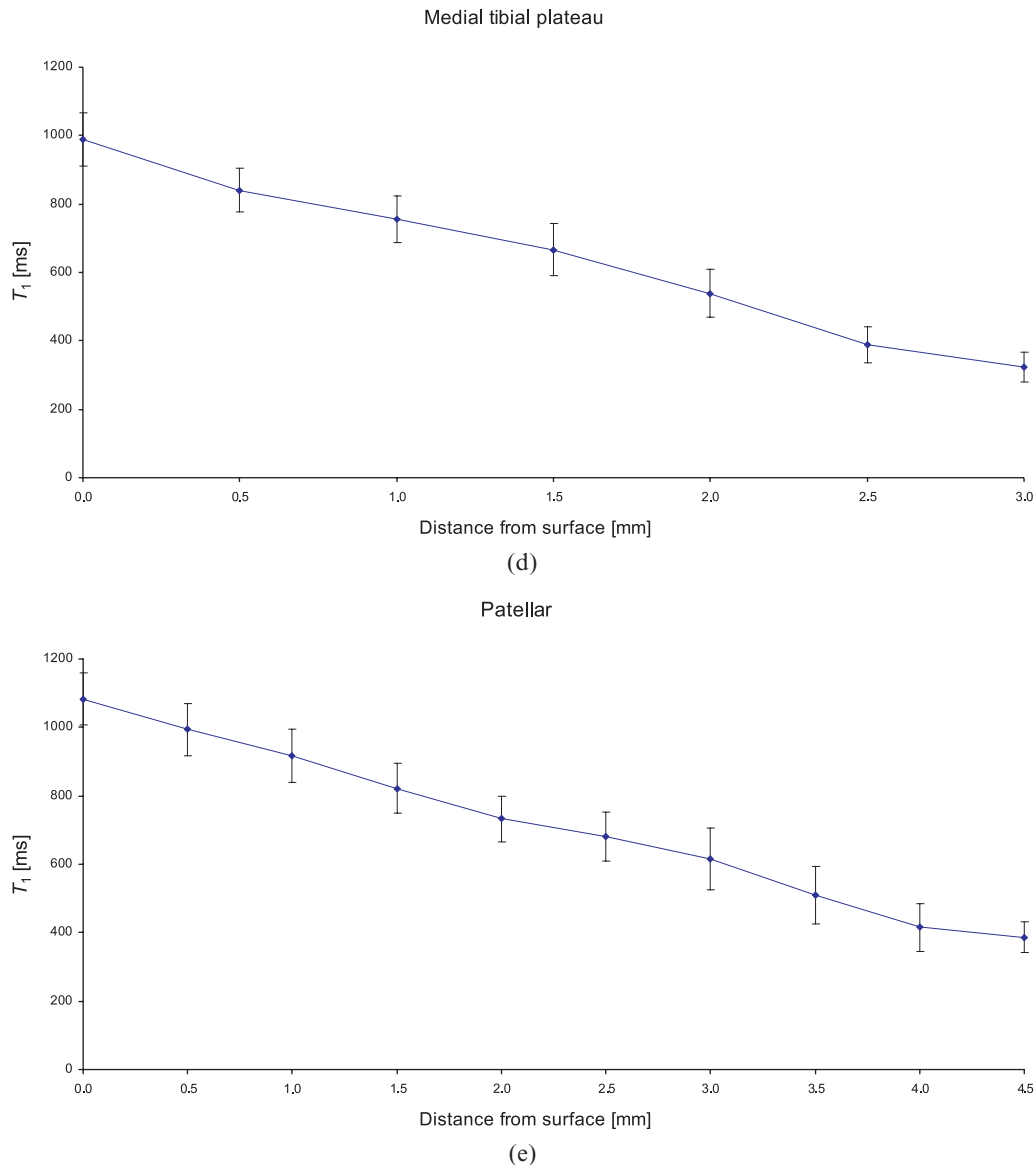 Medial tibial plateau
1200
1000
800
600
400
200
0
T1 [ms]
0.0 0.5 1.0 1.5 2.0 2.5 3.0
Distance from surface [mm]
(d)
Patellar
1200
1000
800
600
400
200
0
T1 [ms]
0.0 0.5 1.0 1.5 2.0 2.5 3.0 3.5 4.0 4.5
Distance from surface [mm]
(e)